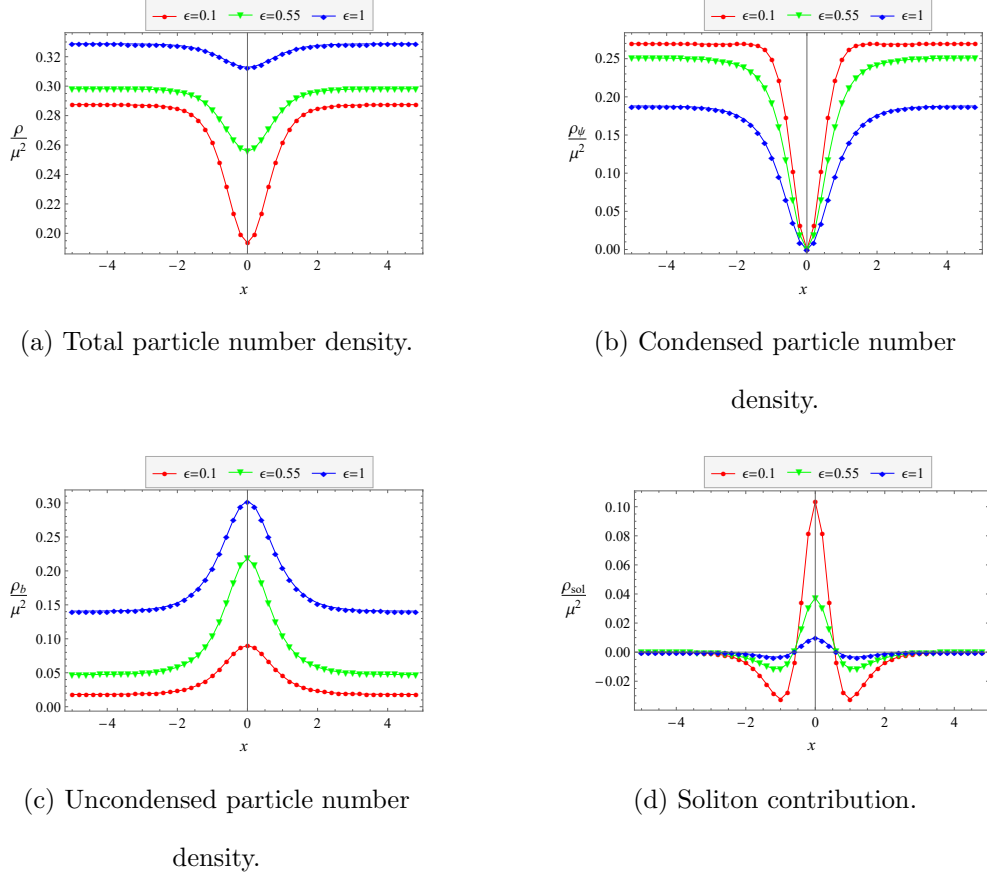 ϵ=0.1 ϵ=0.55 ϵ=1
0.32
0.30
0.28
ρ/μ²
0.26
0.24
0.22
0.20
−4 −2 0 2 4
x
(a) Total particle number density.
ϵ=0.1 ϵ=0.55 ϵ=1
0.25
0.20
ρψ/μ²
0.15
0.10
0.05
0.00
−4 −2 0 2 4
x
(b) Condensed particle number
density.
ϵ=0.1 ϵ=0.55 ϵ=1
0.30
0.25
0.20
ρb/μ²
0.15
0.10
0.05
0.00
−4 −2 0 2 4
x
(c) Uncondensed particle number
density.
ϵ=0.1 ϵ=0.55 ϵ=1
0.10
0.08
0.06
ρsol/μ²
0.04
0.02
0.00
−0.02
−4 −2 0 2 4
x
(d) Soliton contribution.